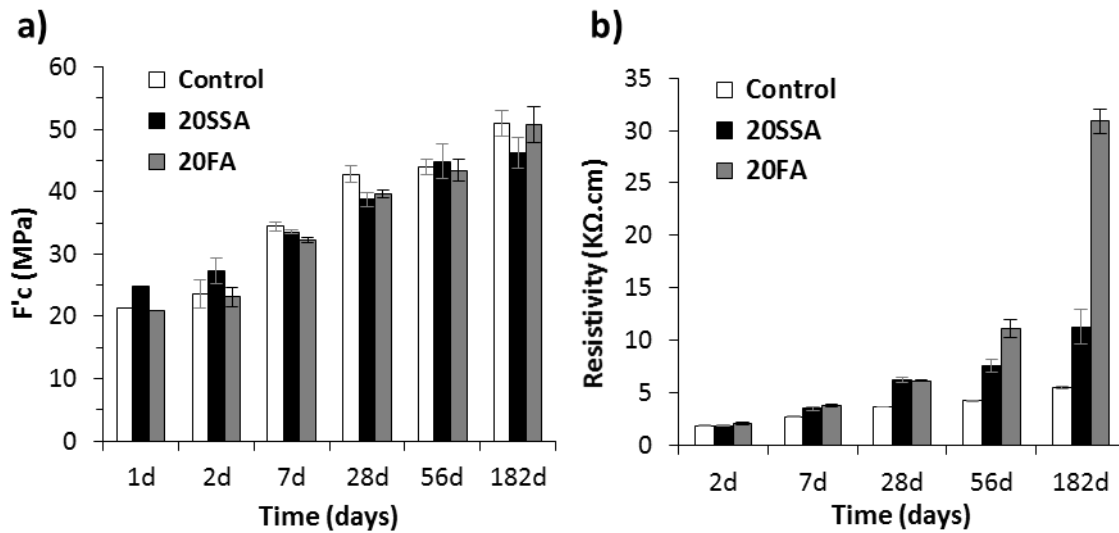 a)
F'c (MPa)
60
50
40
30
20
10
0
Control
20SSA
20FA
1d 2d 7d 28d 56d 182d
Time (days)
b)
Resistivity (KΩ.cm)
35
30
25
20
15
10
5
0
Control
20SSA
20FA
2d 7d 28d 56d 182d
Time (days)